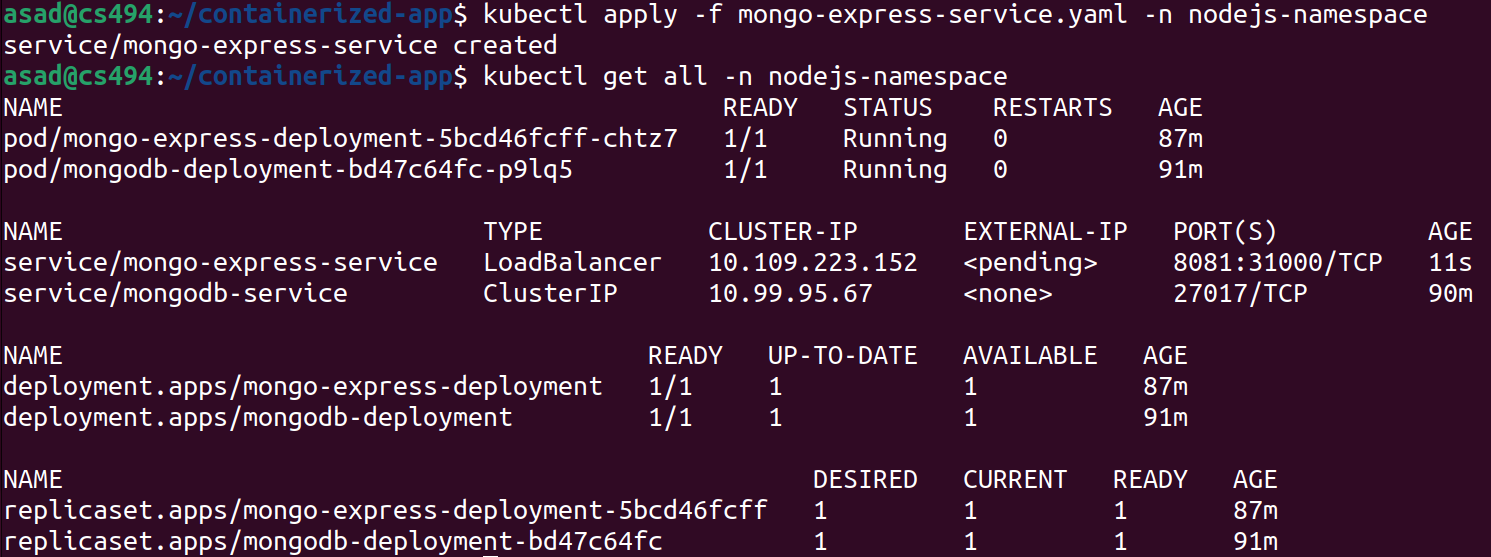 asad@cs494:~/containerized-app$ kubectl apply -f mongo-express-service.yaml -n nodejs-namespace
service/mongo-express-service created
asad@cs494:~/containerized-app$ kubectl get all -n nodejs-namespace
NAME READY STATUS RESTARTS AGE
pod/mongo-express-deployment-5bcd46fcff-chtz7 1/1 Running 0 87m
pod/mongodb-deployment-bd47c64fc-p9lq5 1/1 Running 0 91m
NAME TYPE CLUSTER-IP EXTERNAL-IP PORT(S) AGE
service/mongo-express-service LoadBalancer 10.109.223.152 <pending> 8081:31000/TCP 11s
service/mongodb-service ClusterIP 10.99.95.67 <none> 27017/TCP 90m
NAME READY UP-TO-DATE AVAILABLE AGE
deployment.apps/mongo-express-deployment 1/1 1 1 87m
deployment.apps/mongodb-deployment 1/1 1 1 91m
NAME DESIRED CURRENT READY AGE
replicaset.apps/mongo-express-deployment-5bcd46fcff 1 1 1 87m
replicaset.apps/mongodb-deployment-bd47c64fc 1 1 1 91m